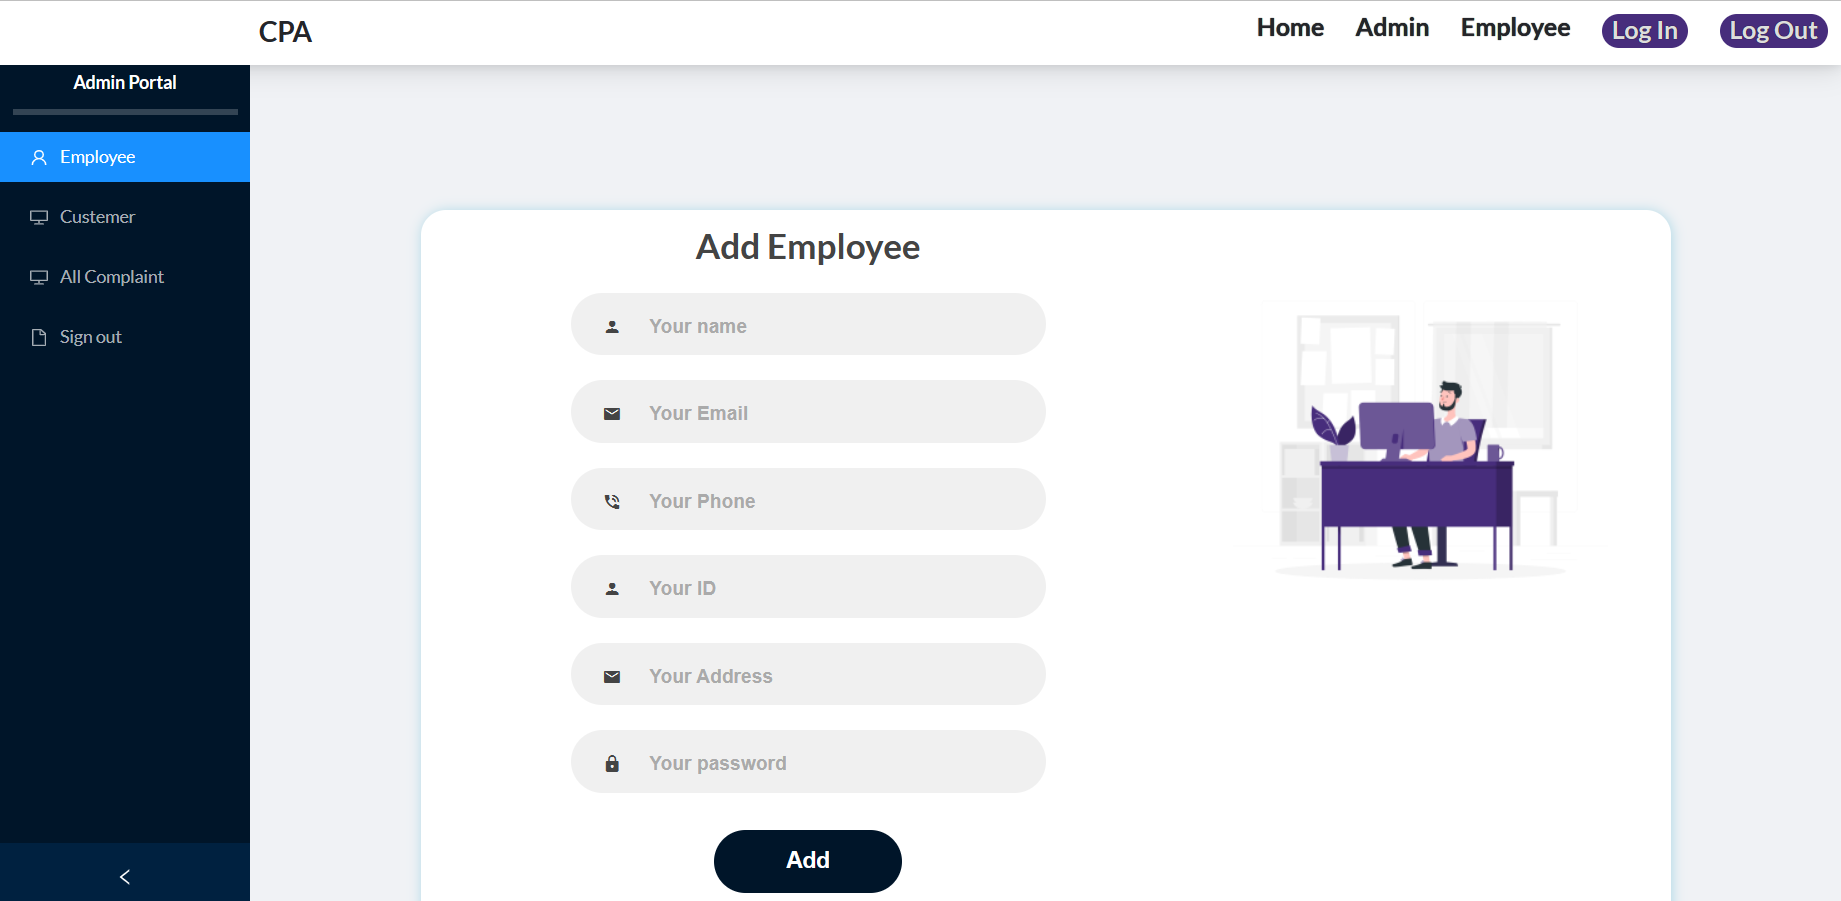 CPA
Home Admin Employee Log In Log Out
Admin Portal
Employee
Custemer
All Complaint
Sign out
Add Employee
Your name
Your Email
Your Phone
Your ID
Your Address
Your password
Add